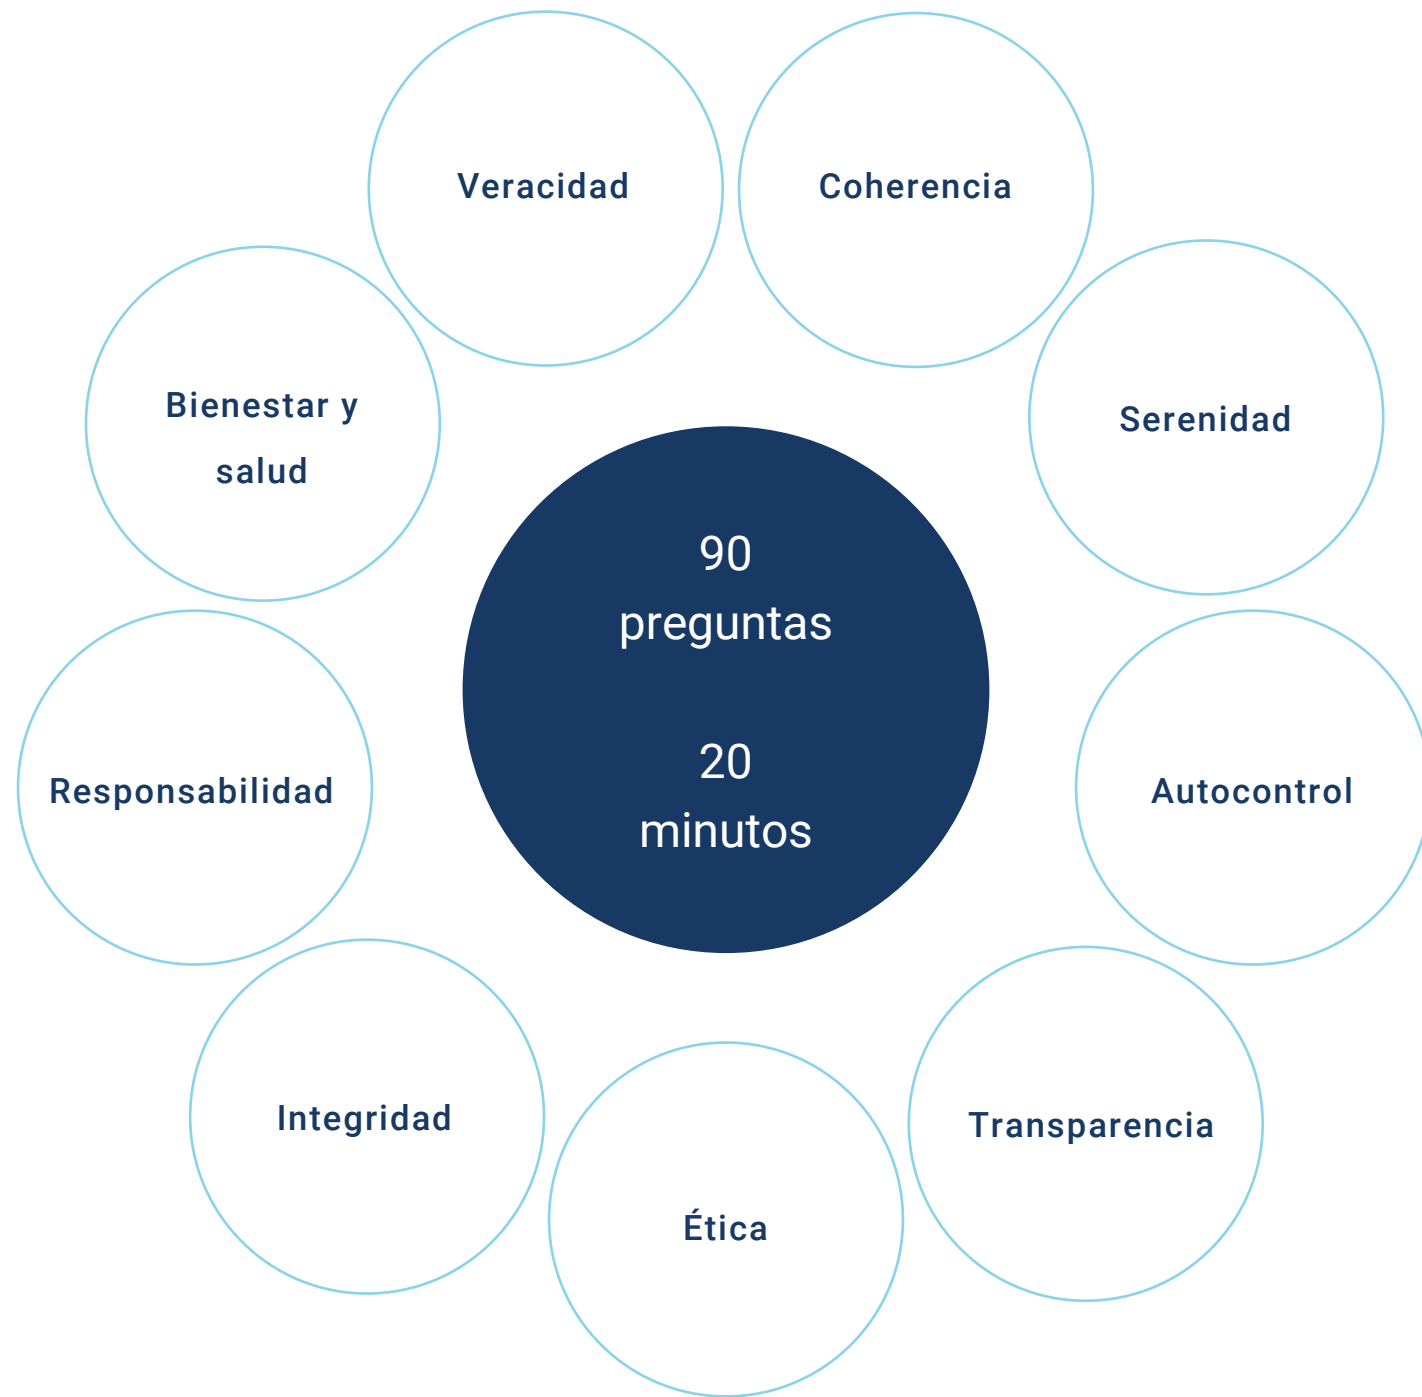 Veracidad
Coherencia
Bienestar y
salud
Serenidad
90
preguntas
20
minutos
Responsabilidad
Autocontrol
Integridad
Transparencia
Ética